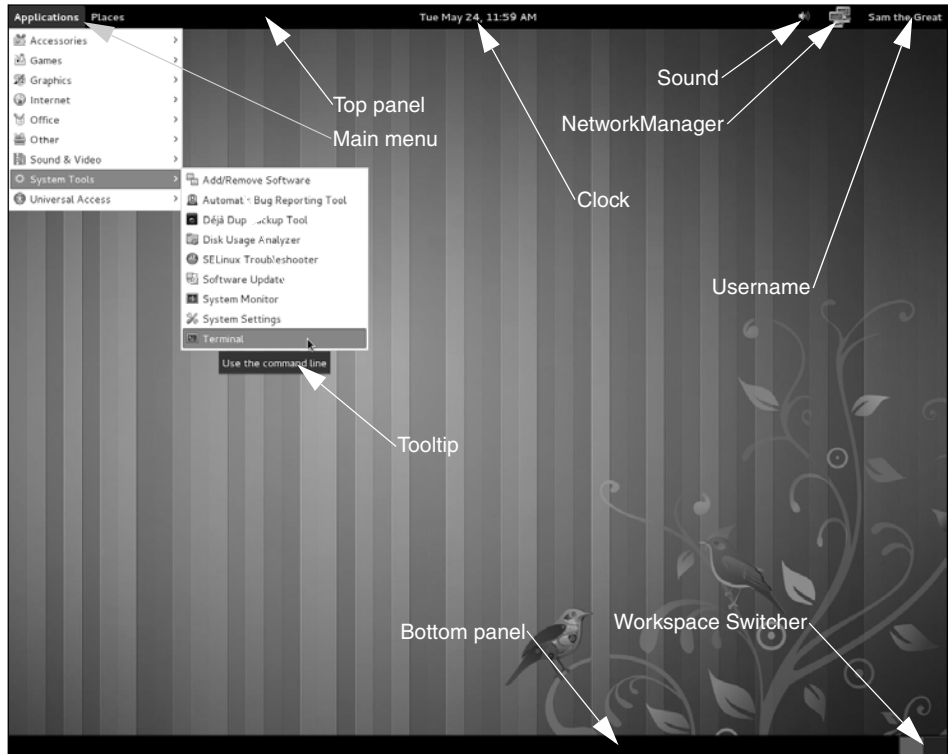 Applications Places Tue May 24, 11:59 AM Sam the Great
Accessories
Games
Graphics
Internet
Office
Other
Sound & Video
System Tools
Universal Access
Add/Remove Software
Bug Reporting Tool
Déjà Dup Tool
Disk Usage Analyzer
SELinux Troubleshooter
Software Update
System Monitor
System Settings
Terminal
Use the command line
Top panel
Main menu
Sound
NetworkManager
Clock
Username
Tooltip
Bottom panel
Workspace Switcher